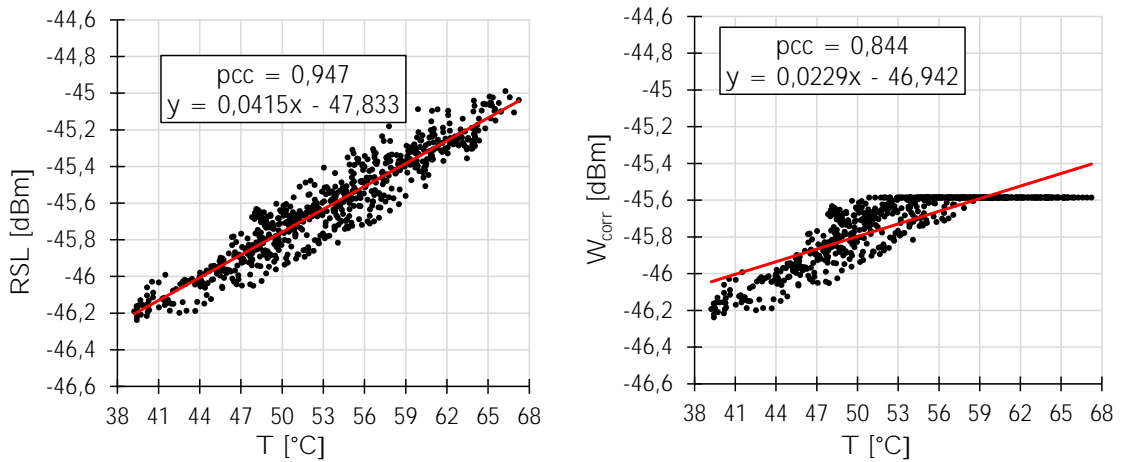 -44,6
-44,8
-45
-45,2
-45,4
-45,6
-45,8
-46
-46,2
-46,4
-46,6
RSL [dBm]
pcc = 0,947
y = 0,0415x - 47,833
38 41 44 47 50 53 56 59 62 65 68
T [°C]
-44,6
-44,8
-45
-45,2
-45,4
-45,6
-45,8
-46
-46,2
-46,4
-46,6
Wcorr [dBm]
pcc = 0,844
y = 0,0229x - 46,942
38 41 44 47 50 53 56 59 62 65 68
T [°C]